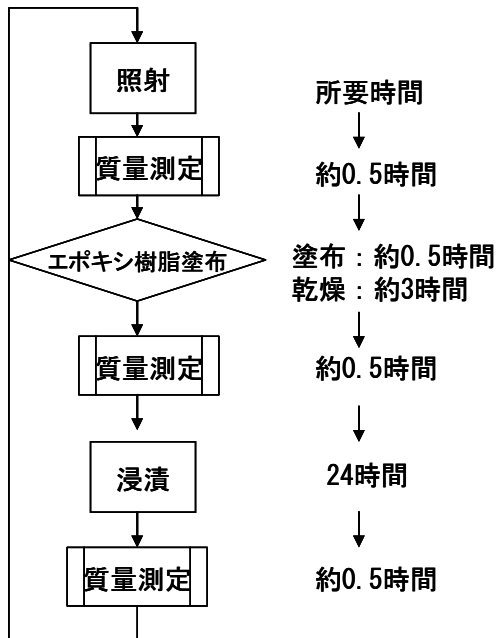 照射
所要時間
質量測定
約0.5時間
エポキシ樹脂塗布
塗布：約0.5時間
乾燥：約3時間
質量測定
約0.5時間
浸漬
24時間
質量測定
約0.5時間